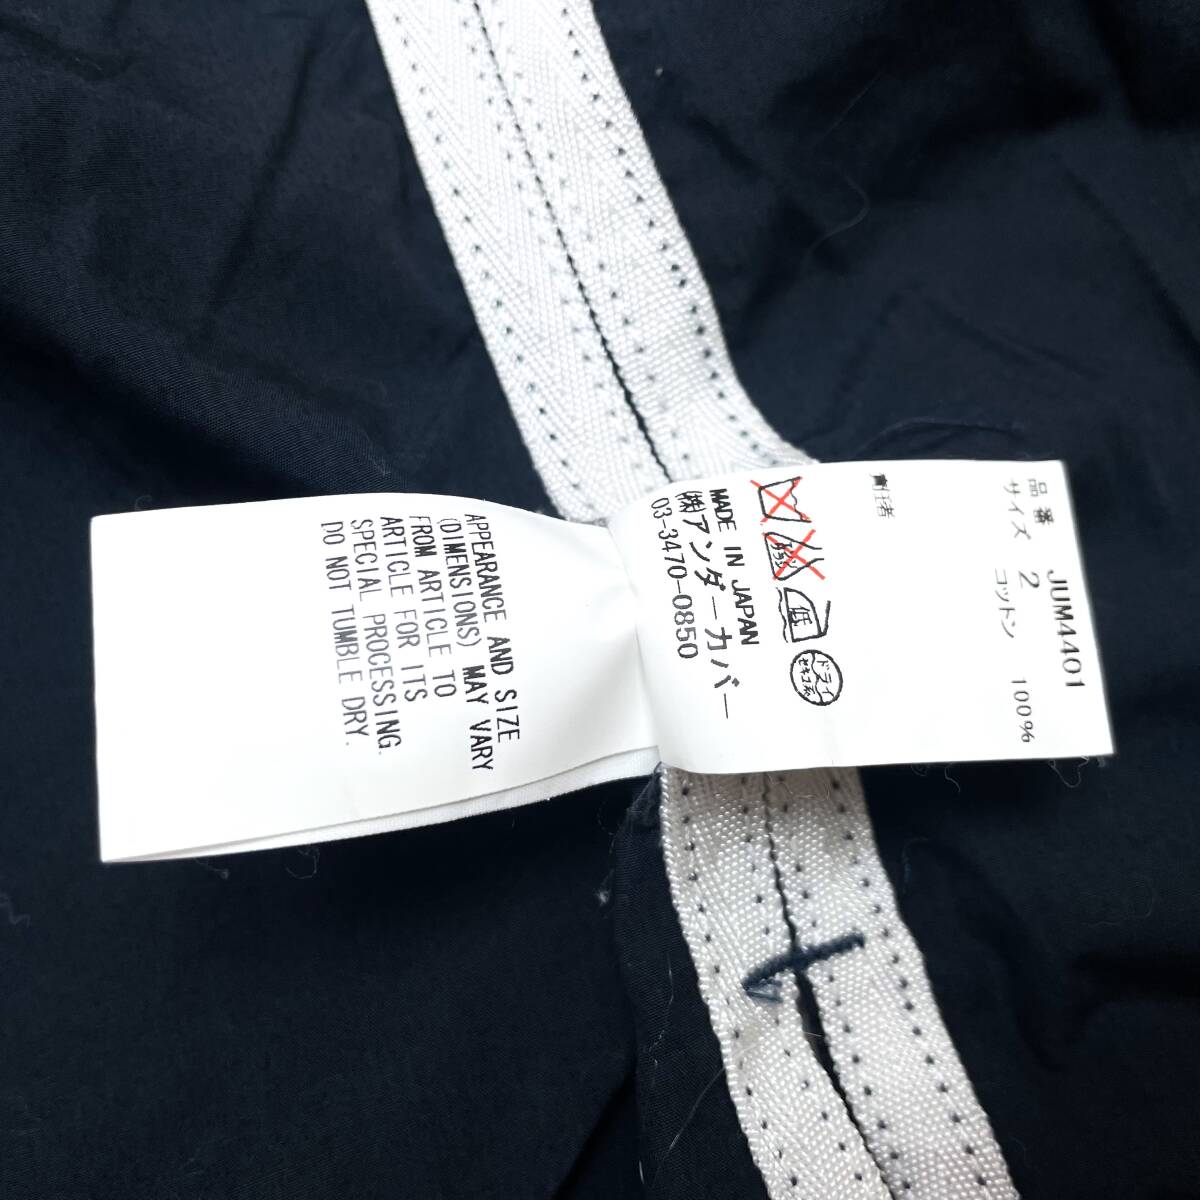 品番 JUM4401
サイズ 2
コットン 100%
責任者
低
ドライ
セキユ系
MADE IN JAPAN
㈱アンダーカバー
03-3470-0850
APPEARANCE AND SIZE
(DIMENSIONS) MAY VARY
FROM ARTICLE TO
ARTICLE FOR ITS
SPECIAL PROCESSING.
DO NOT TUMBLE DRY.